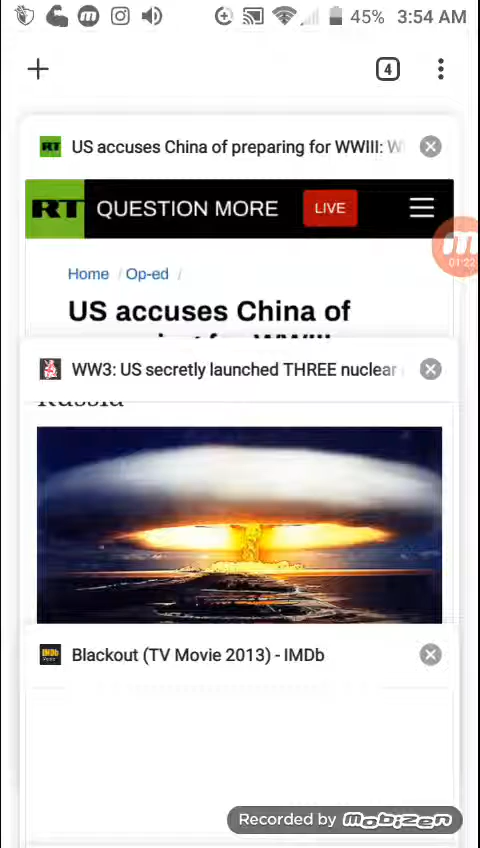 45% 3:54 AM
4
RT US accuses China of preparing for WWIII: W
RT QUESTION MORE LIVE
01:22
Home / Op-ed /
US accuses China of
WW3: US secretly launched THREE nuclear
Russia
IMDb Blackout (TV Movie 2013) - IMDb
Recorded by Mobizen